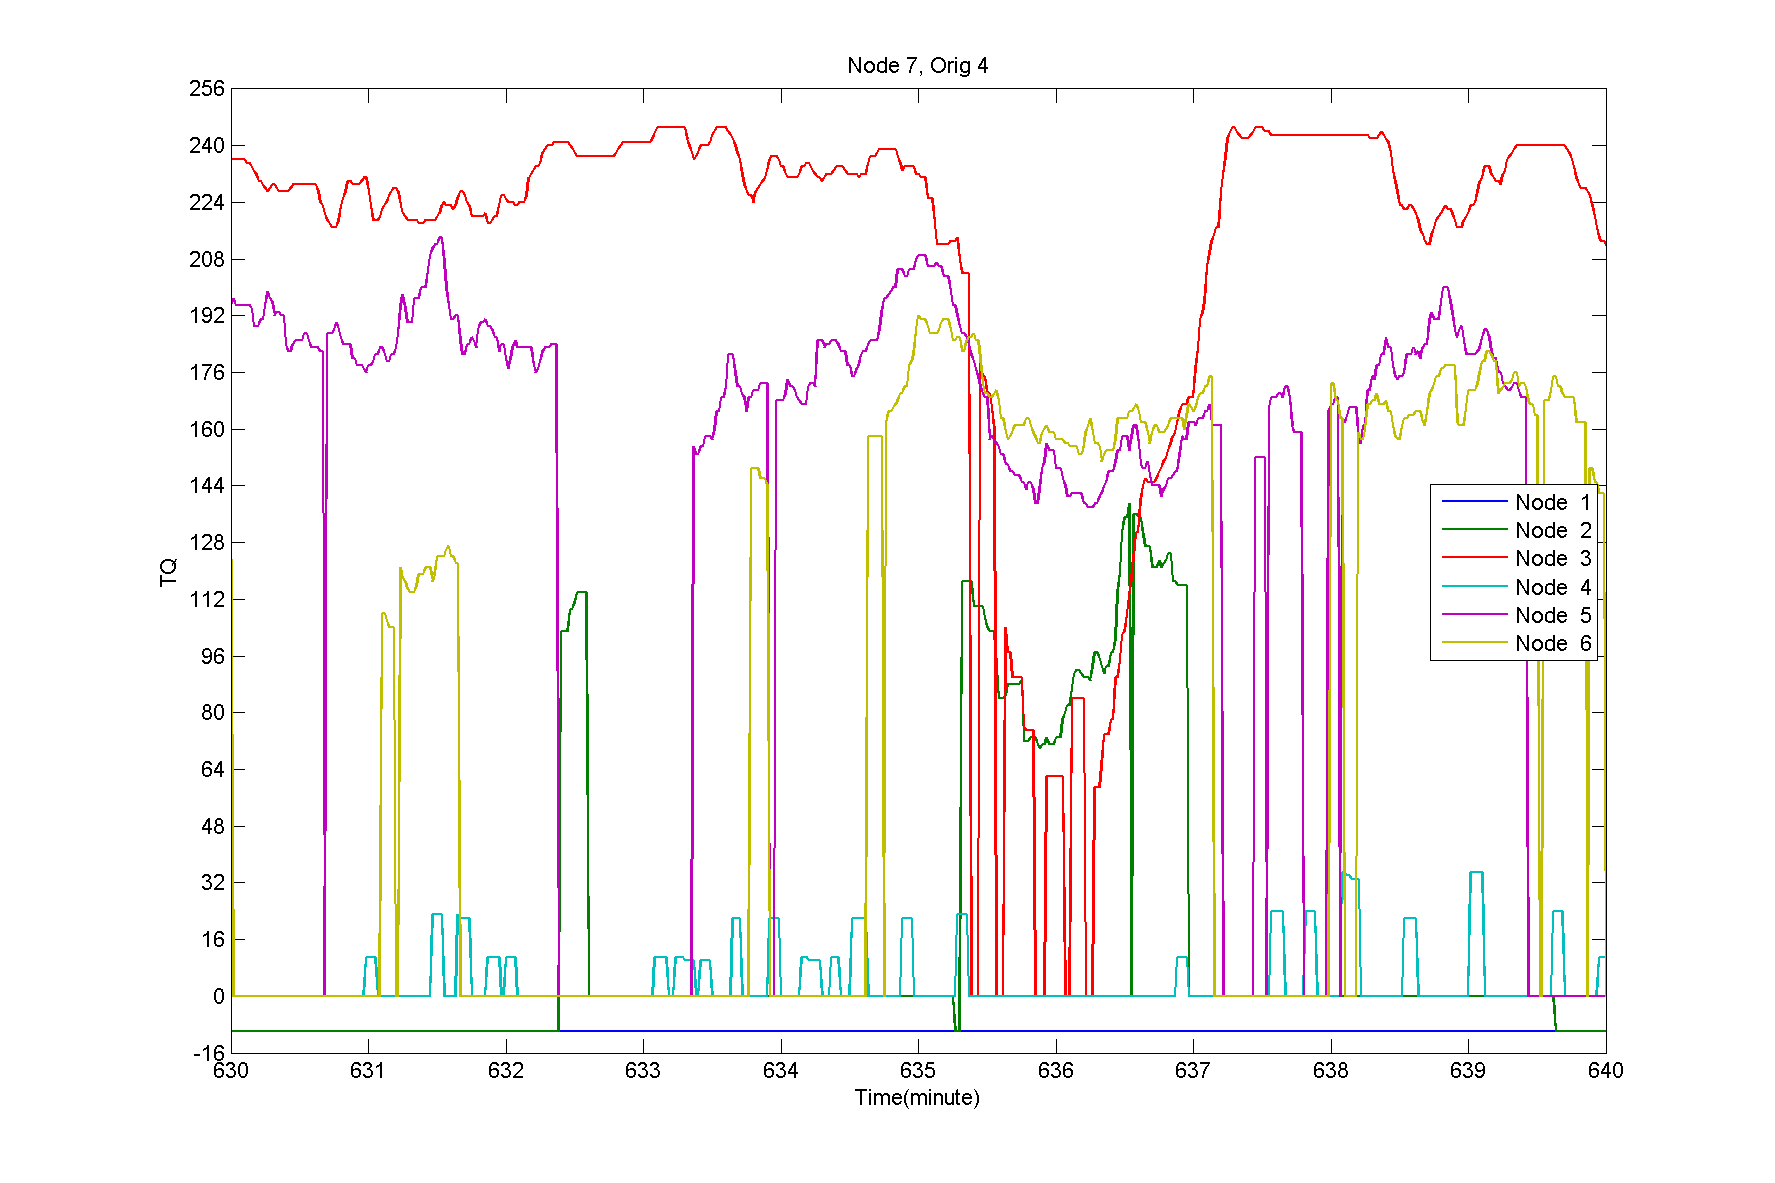 Node 7, Orig 4
256
240
224
208
192
176
160
144
128
112
96
80
64
48
32
16
0
-16
TQ
Node 1
Node 2
Node 3
Node 4
Node 5
Node 6
630 631 632 633 634 635 636 637 638 639 640
Time(minute)